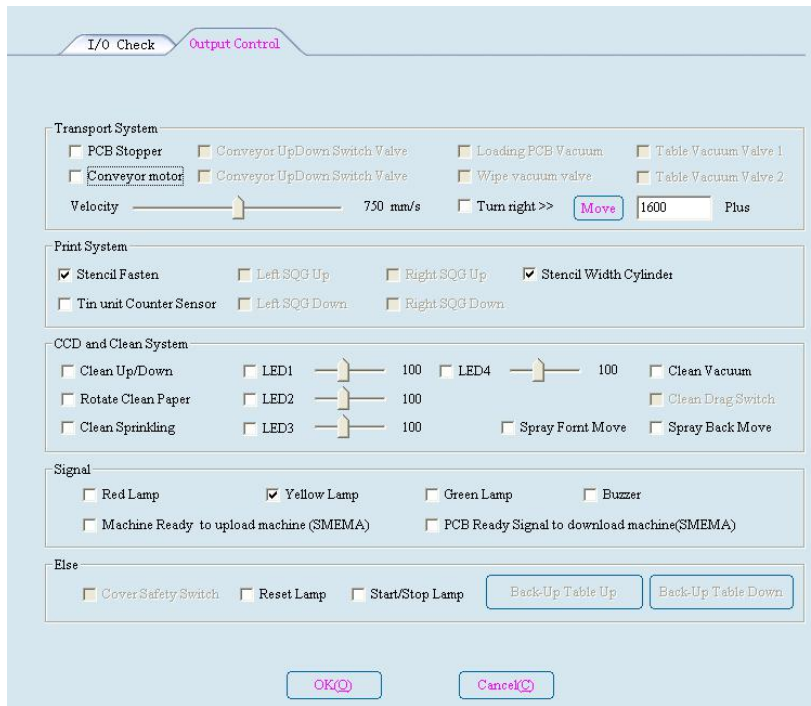 I/O Check Output Control
Transport System
PCB Stopper Conveyor UpDown Switch Valve Loading PCB Vacuum Table Vacuum Valve 1
Conveyor motor Conveyor UpDown Switch Valve Wipe vacuum valve Table Vacuum Valve 2
Velocity 750 mm/s Turn right >> Move 1600 Plus
Print System
Stencil Fasten Left SQG Up Right SQG Up Stencil Width Cylinder
Tin unit Counter Sensor Left SQG Down Right SQG Down
CCD and Clean System
Clean Up/Down LED1 100 LED4 100 Clean Vacuum
Rotate Clean Paper LED2 100 Clean Drag Switch
Clean Sprinkling LED3 100 Spray Fornt Move Spray Back Move
Signal
Red Lamp Yellow Lamp Green Lamp Buzzer
Machine Ready to upload machine (SMEMA) PCB Ready Signal to download machine(SMEMA)
Else
Cover Safety Switch Reset Lamp Start/Stop Lamp Back-Up Table Up Back-Up Table Down
OK(O) Cancel(C)